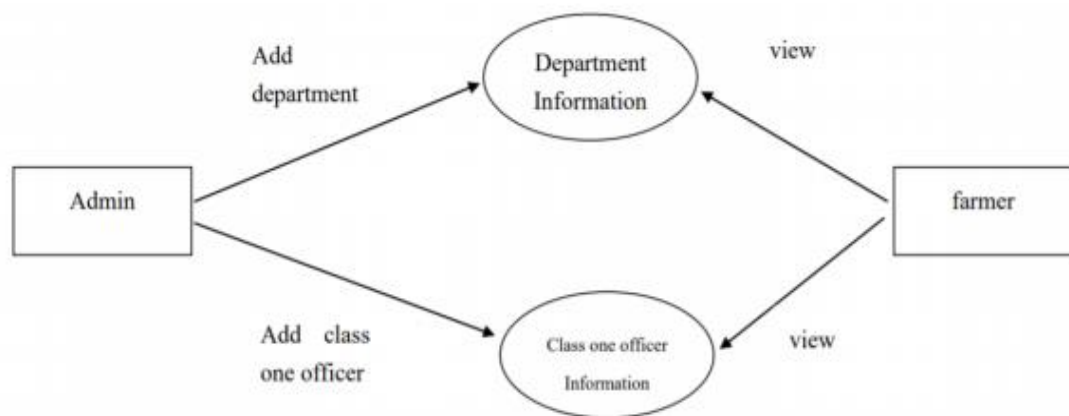 Add
department
Department
Information
view
Admin
farmer
Add class
one officer
Class one officer
Information
view